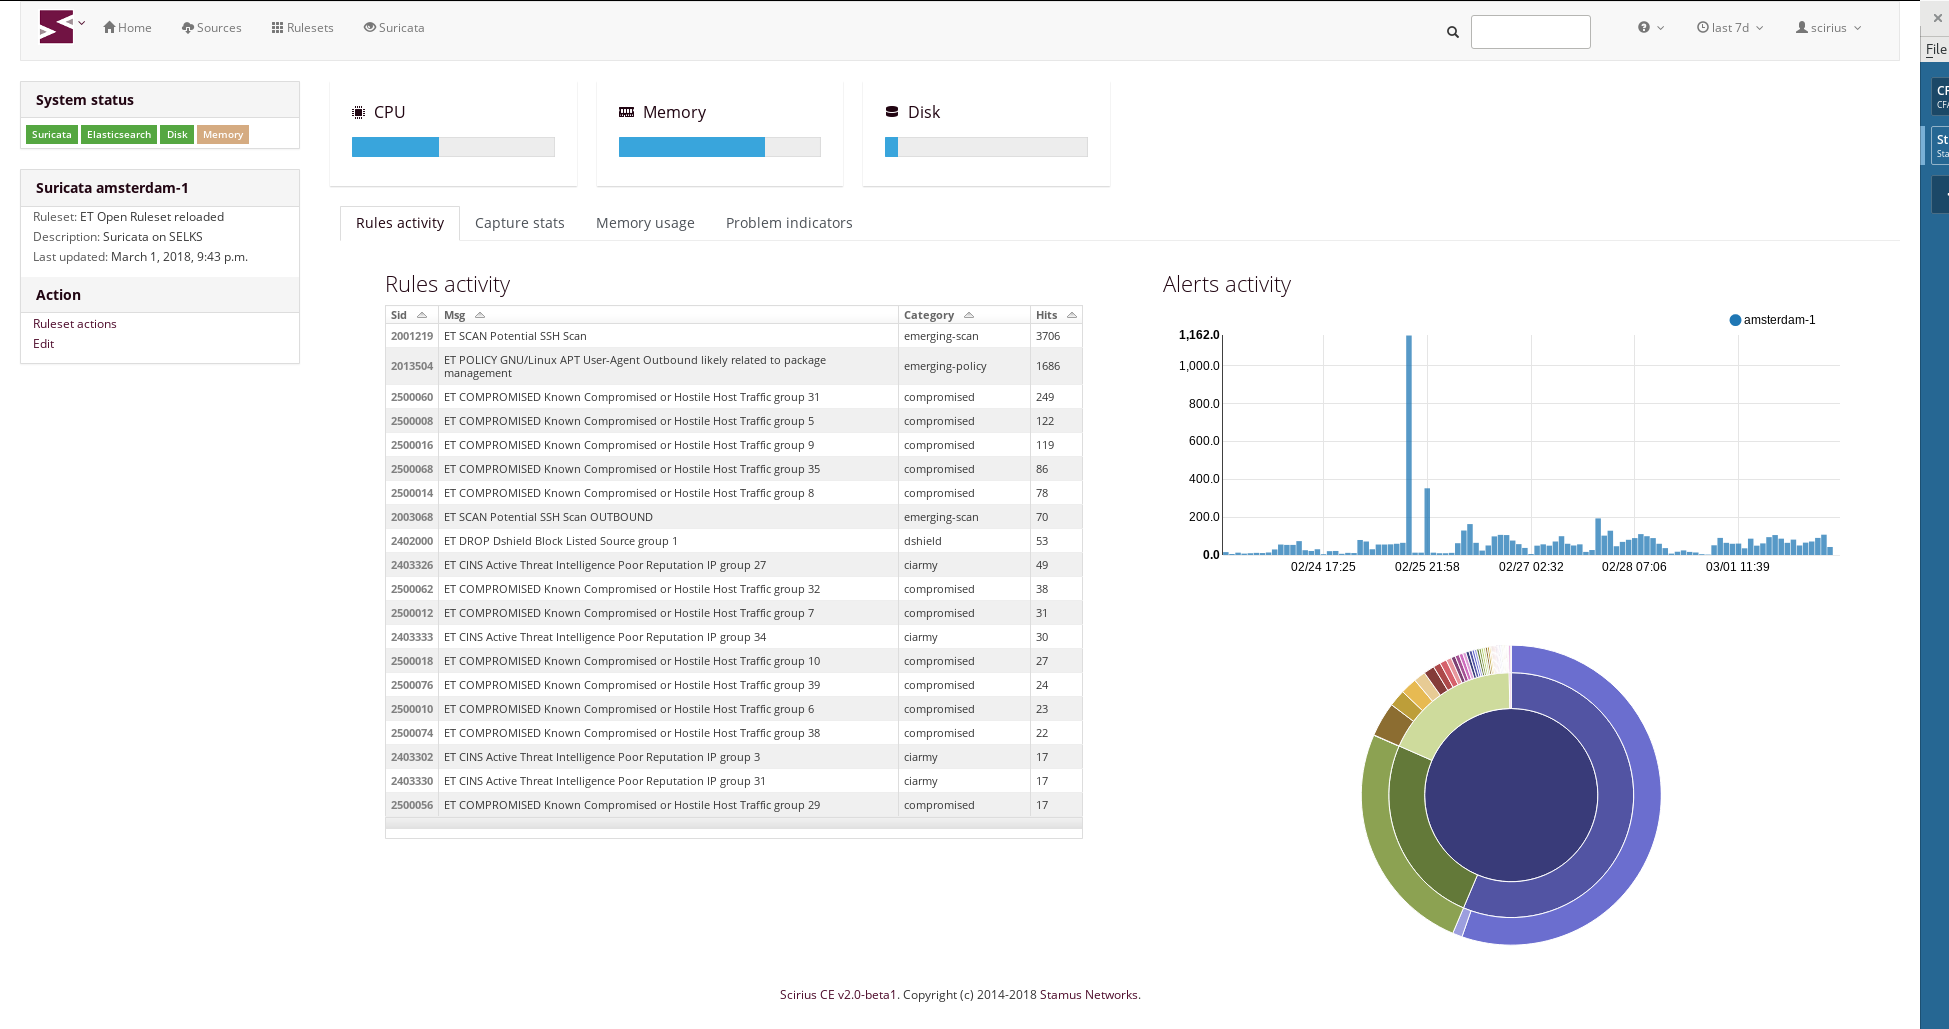 Home Sources Rulesets Suricata last 7d scirius
File
System status
Suricata Elasticsearch Disk Memory
Suricata amsterdam-1
Ruleset: ET Open Ruleset reloaded
Description: Suricata on SELKS
Last updated: March 1, 2018, 9:43 p.m.
Action
Ruleset actions
Edit
CPU Memory Disk
Rules activity Capture stats Memory usage Problem indicators
Rules activity
Sid Msg Category Hits
2001219 ET SCAN Potential SSH Scan emerging-scan 3706
2013504 ET POLICY GNU/Linux APT User-Agent Outbound likely related to package
management emerging-policy 1686
2500060 ET COMPROMISED Known Compromised or Hostile Host Traffic group 31 compromised 249
2500008 ET COMPROMISED Known Compromised or Hostile Host Traffic group 5 compromised 122
2500016 ET COMPROMISED Known Compromised or Hostile Host Traffic group 9 compromised 119
2500068 ET COMPROMISED Known Compromised or Hostile Host Traffic group 35 compromised 86
2500014 ET COMPROMISED Known Compromised or Hostile Host Traffic group 8 compromised 78
2003068 ET SCAN Potential SSH Scan OUTBOUND emerging-scan 70
2402000 ET DROP Dshield Block Listed Source group 1 dshield 53
2403326 ET CINS Active Threat Intelligence Poor Reputation IP group 27 ciarmy 49
2500062 ET COMPROMISED Known Compromised or Hostile Host Traffic group 32 compromised 38
2500012 ET COMPROMISED Known Compromised or Hostile Host Traffic group 7 compromised 31
2403333 ET CINS Active Threat Intelligence Poor Reputation IP group 34 ciarmy 30
2500018 ET COMPROMISED Known Compromised or Hostile Host Traffic group 10 compromised 27
2500076 ET COMPROMISED Known Compromised or Hostile Host Traffic group 39 compromised 24
2500010 ET COMPROMISED Known Compromised or Hostile Host Traffic group 6 compromised 23
2500074 ET COMPROMISED Known Compromised or Hostile Host Traffic group 38 compromised 22
2403302 ET CINS Active Threat Intelligence Poor Reputation IP group 3 ciarmy 17
2403330 ET CINS Active Threat Intelligence Poor Reputation IP group 31 ciarmy 17
2500056 ET COMPROMISED Known Compromised or Hostile Host Traffic group 29 compromised 17
Alerts activity
amsterdam-1
1,162.0
1,000.0
800.0
600.0
400.0
200.0
0.0
02/24 17:25 02/25 21:58 02/27 02:32 02/28 07:06 03/01 11:39
Scirius CE v2.0-beta1. Copyright (c) 2014-2018 Stamus Networks.